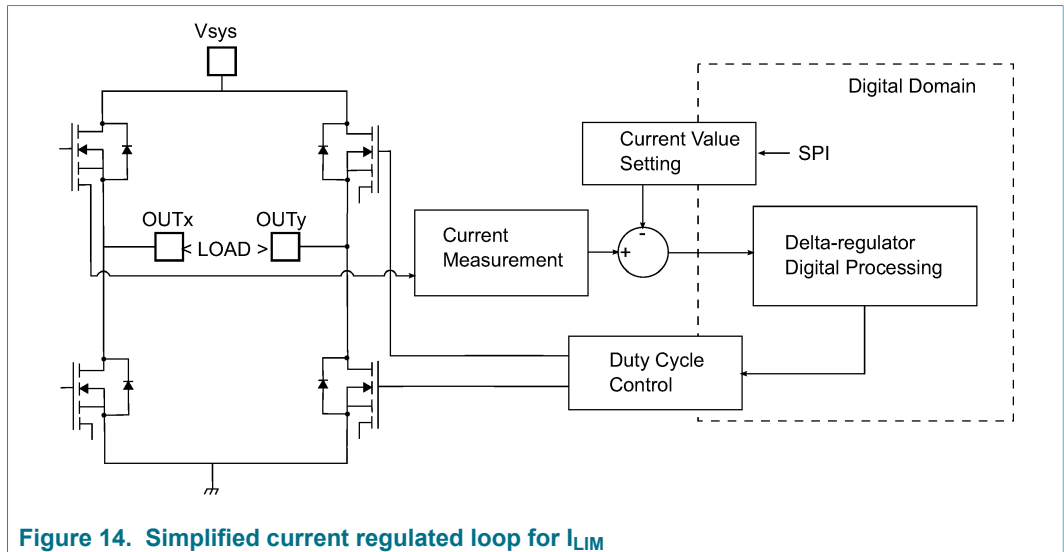 Vsys
Digital Domain
Current Value
Setting
SPI
OUTx
OUTy
< LOAD >
Current
Measurement
-
+
Delta-regulator
Digital Processing
Duty Cycle
Control
Figure 14. Simplified current regulated loop for ILIM